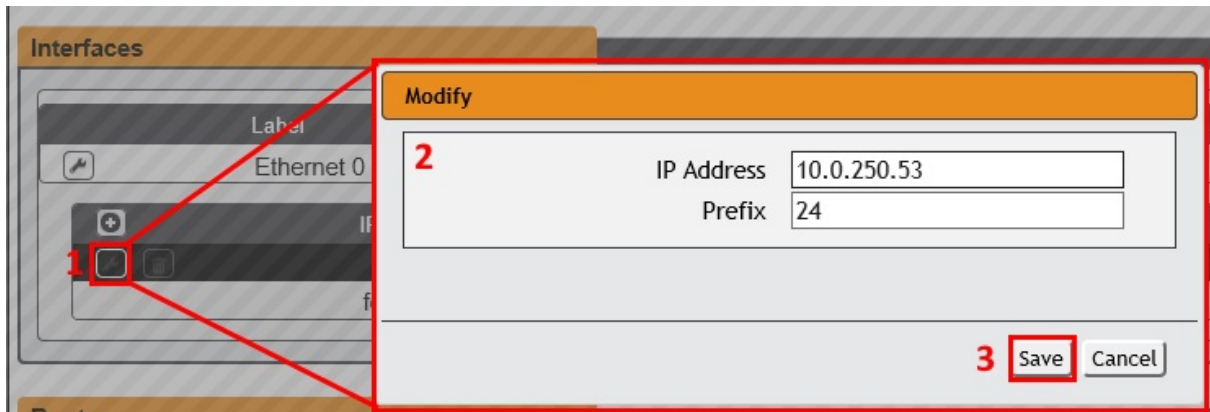 Interfaces
Modify
Label
2
IP Address 10.0.250.53
Ethernet 0
Prefix 24
1
3 Save Cancel